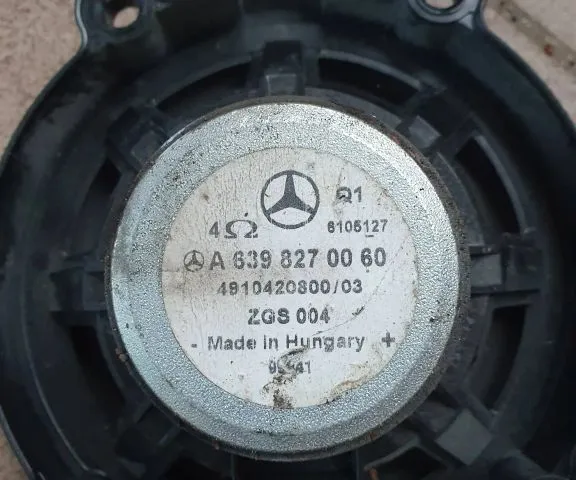 Q1
4Ω 6105127
A 639 827 00 60
4910420800/03
ZGS 004
- Made in Hungary +